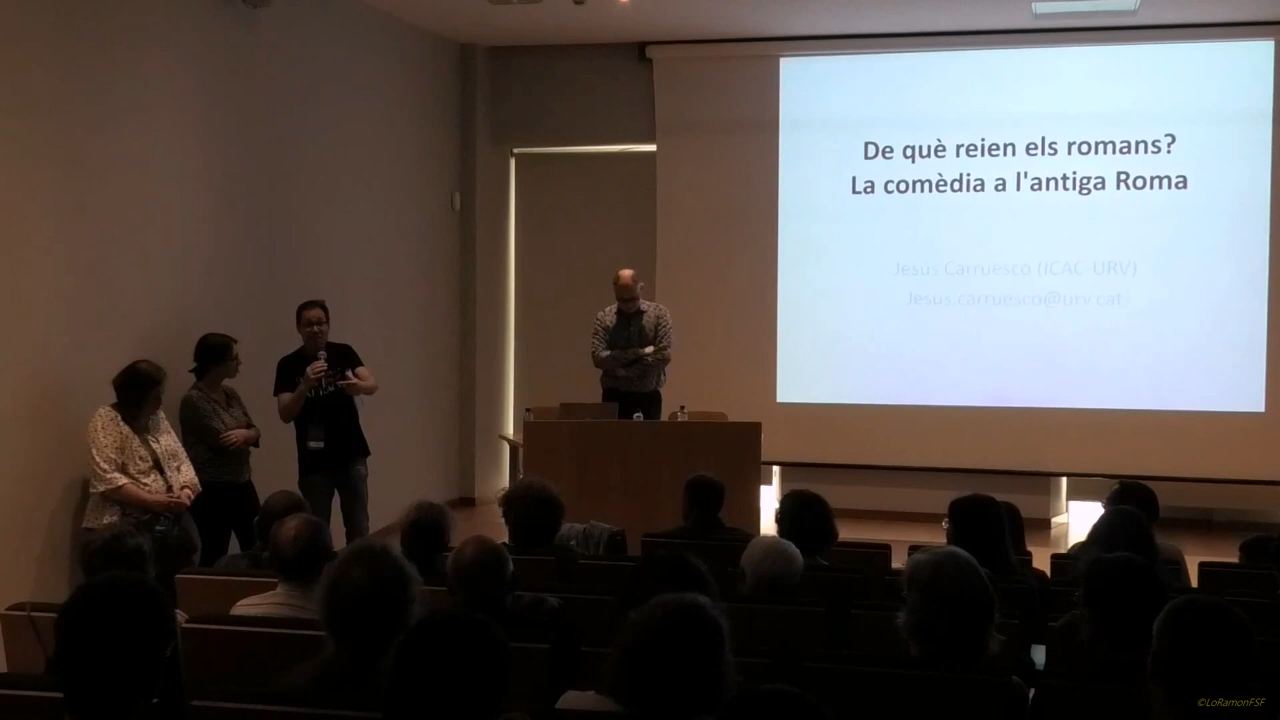 De què reien els romans?
La comèdia a l'antiga Roma
Jesus Carruesco (ICAC-URV)
Jesus.carruesco@urv.cat
©LoRamonFSF